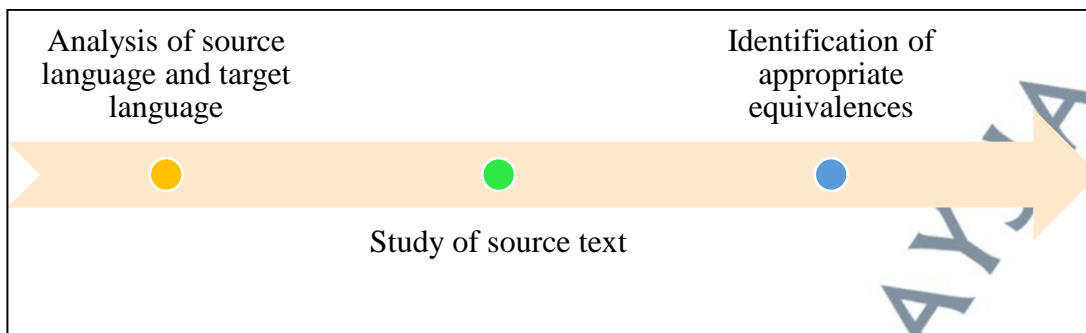 Analysis of source
language and target
language
Study of source text
Identification of
appropriate
equivalences